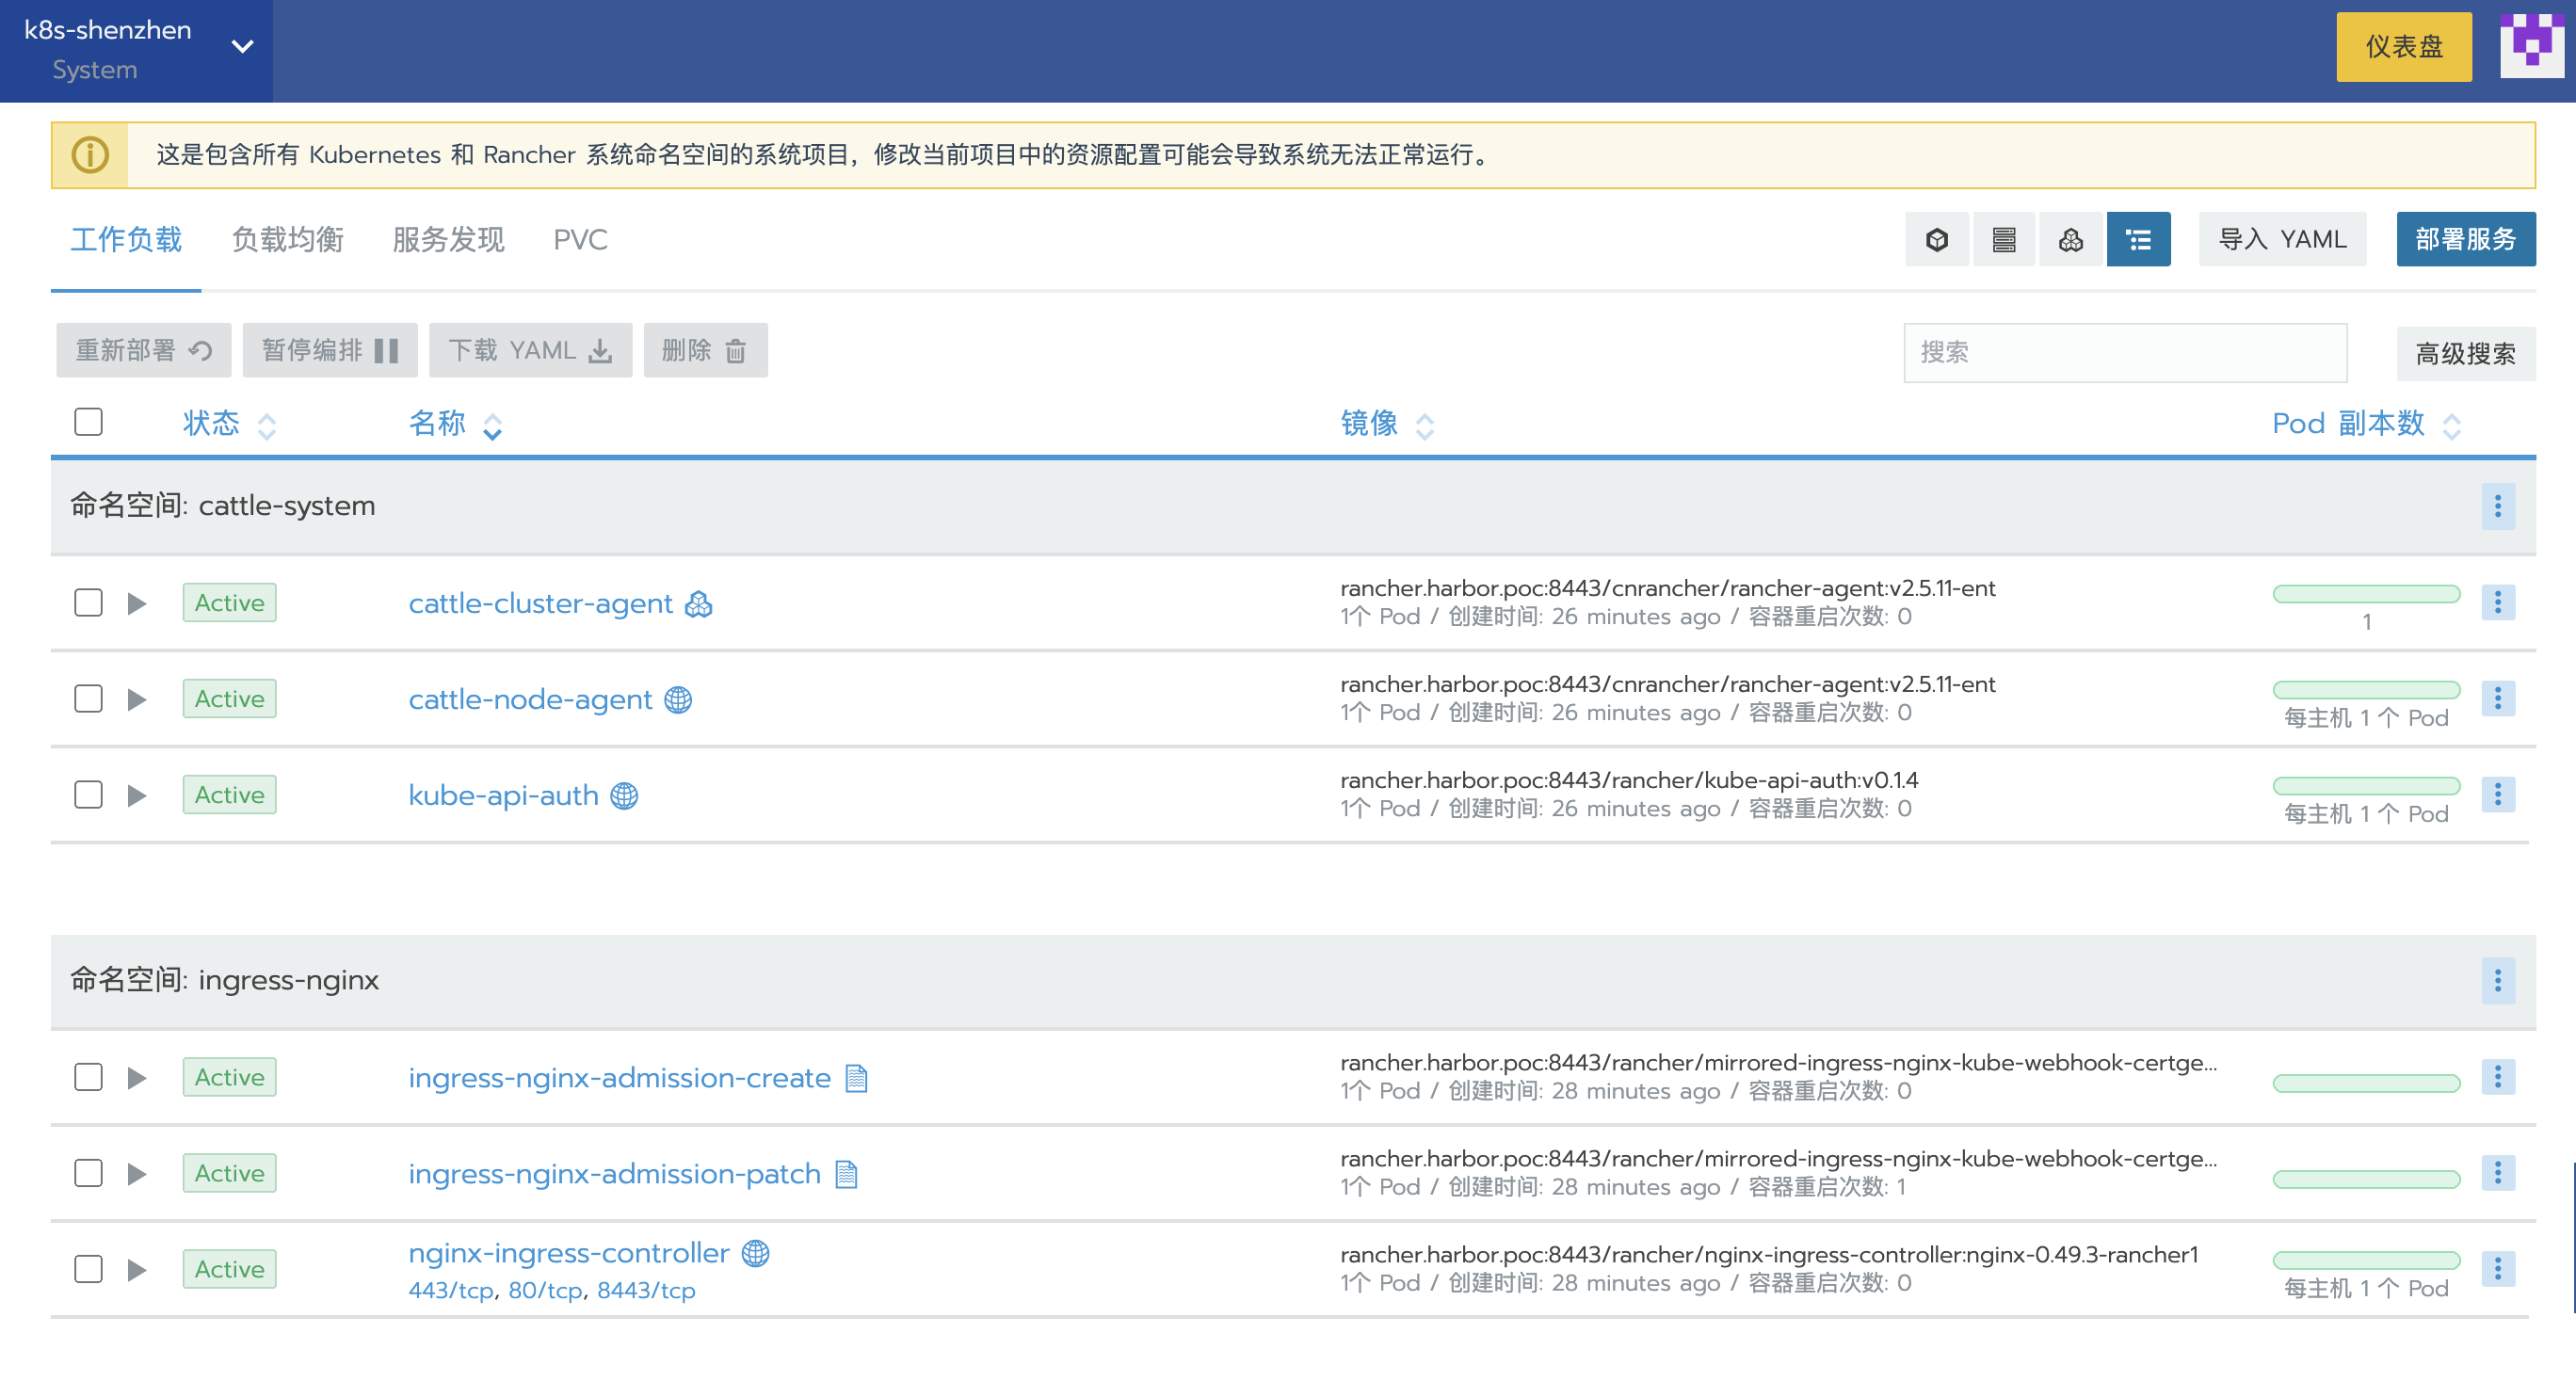 k8s-shenzhen
System
仪表盘
这是包含所有 Kubernetes 和 Rancher 系统命名空间的系统项目，修改当前项目中的资源配置可能会导致系统无法正常运行。
工作负载 负载均衡 服务发现 PVC 导入 YAML 部署服务
重新部署 暂停编排 下载 YAML 删除 搜索 高级搜索
状态 名称 镜像 Pod 副本数
命名空间: cattle-system
Active cattle-cluster-agent rancher.harbor.poc:8443/cnrancher/rancher-agent:v2.5.11-ent
1个 Pod / 创建时间: 26 minutes ago / 容器重启次数: 0 1
Active cattle-node-agent rancher.harbor.poc:8443/cnrancher/rancher-agent:v2.5.11-ent
1个 Pod / 创建时间: 26 minutes ago / 容器重启次数: 0 每主机 1 个 Pod
Active kube-api-auth rancher.harbor.poc:8443/rancher/kube-api-auth:v0.1.4
1个 Pod / 创建时间: 26 minutes ago / 容器重启次数: 0 每主机 1 个 Pod
命名空间: ingress-nginx
Active ingress-nginx-admission-create rancher.harbor.poc:8443/rancher/mirrored-ingress-nginx-kube-webhook-certge...
1个 Pod / 创建时间: 28 minutes ago / 容器重启次数: 0
Active ingress-nginx-admission-patch rancher.harbor.poc:8443/rancher/mirrored-ingress-nginx-kube-webhook-certge...
1个 Pod / 创建时间: 28 minutes ago / 容器重启次数: 1
Active nginx-ingress-controller rancher.harbor.poc:8443/rancher/nginx-ingress-controller:nginx-0.49.3-rancher1
443/tcp, 80/tcp, 8443/tcp 1个 Pod / 创建时间: 28 minutes ago / 容器重启次数: 0 每主机 1 个 Pod